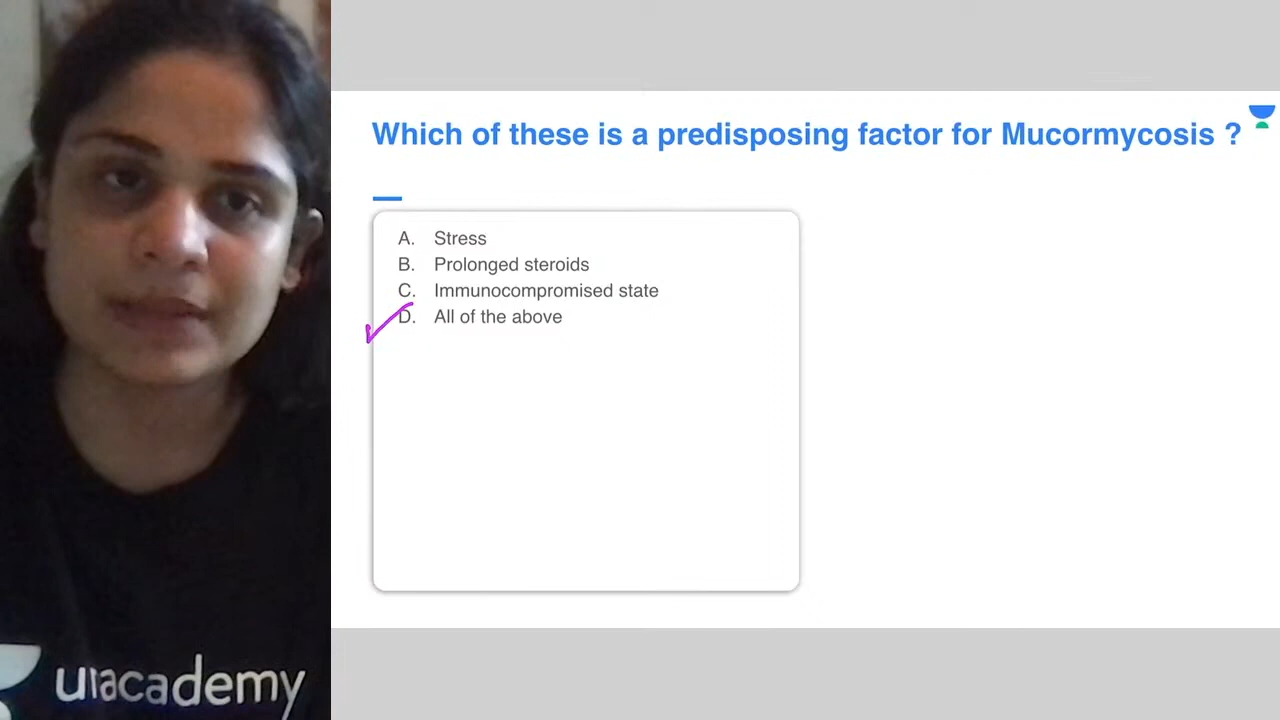 Which of these is a predisposing factor for Mucormycosis ?
A. Stress
B. Prolonged steroids
C. Immunocompromised state
D. All of the above
unacademy